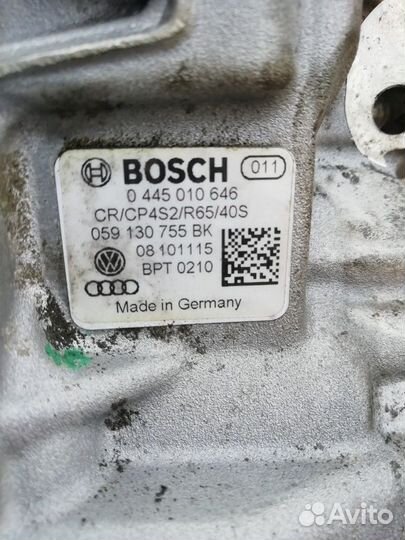 BOSCH 011
0 445 010 646
CR/CP4S2/R65/40S
059 130 755 BK
08 101115
BPT 0210
Made in Germany
Avito